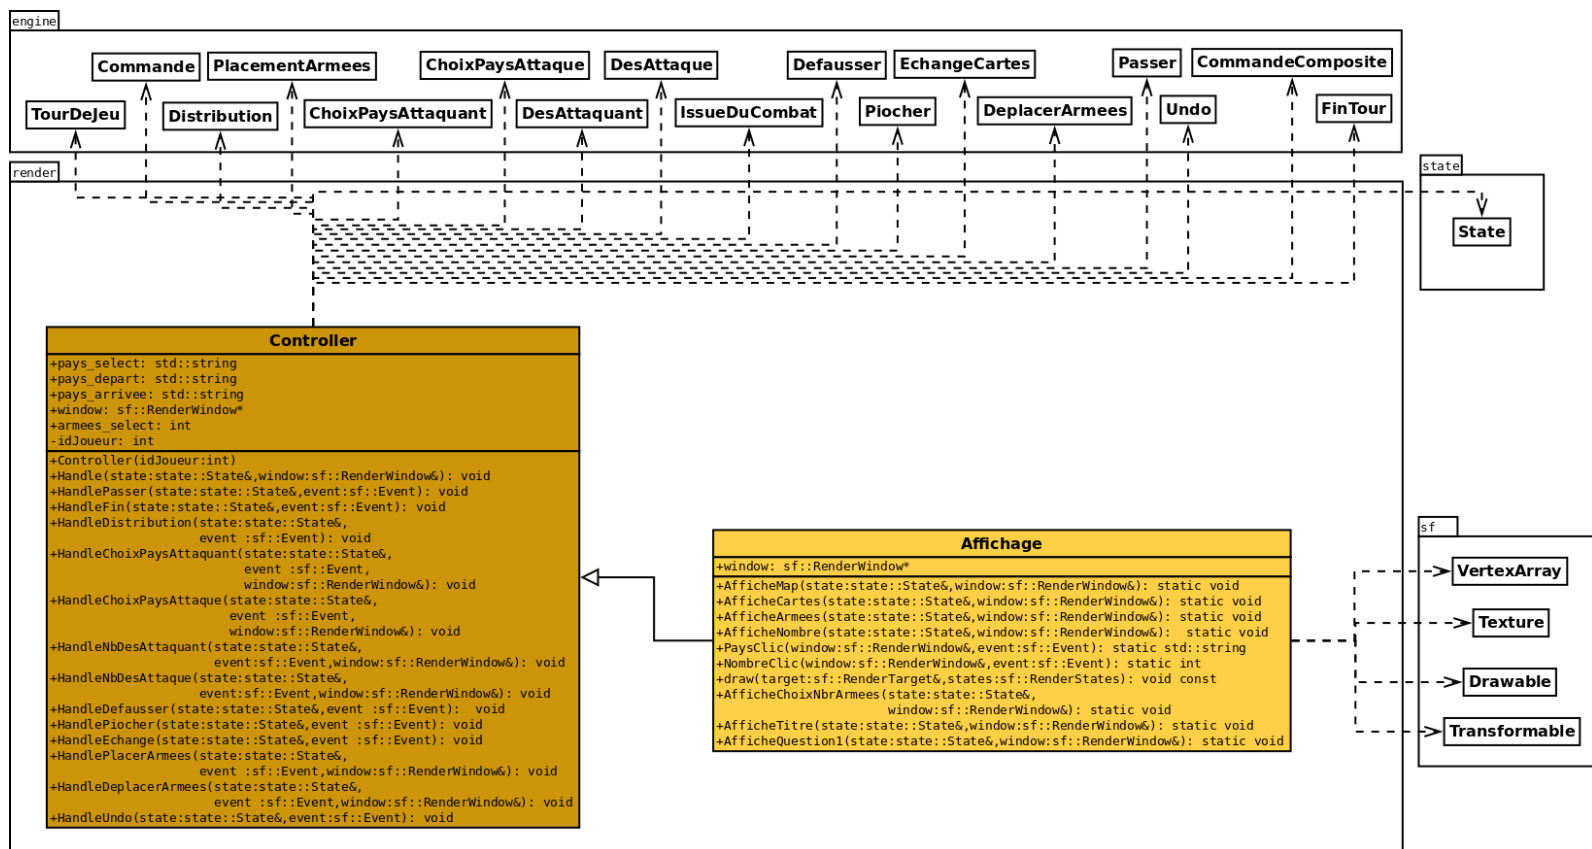 engine
Commande
PlacementArmees
ChoixPaysAttaque
DesAttaque
Defausser
EchangeCartes
Passer
CommandeComposite
TourDeJeu
Distribution
ChoixPaysAttaquant
DesAttaquant
IssueDuCombat
Piocher
DeplacerArmees
Undo
FinTour
render
state
State
Controller
+pays_select: std::string
+pays_depart: std::string
+pays_arrivee: std::string
+window: sf::RenderWindow*
+armees_select: int
-idJoueur: int
+Controller(idJoueur:int)
+Handle(state:state::State&,window:sf::RenderWindow&): void
+HandlePasser(state:state::State&,event:sf::Event): void
+HandleFin(state:state::State&,event:sf::Event): void
+HandleDistribution(state:state::State&,
event :sf::Event): void
+HandleChoixPaysAttaquant(state:state::State&,
event :sf::Event,
window:sf::RenderWindow&): void
+HandleChoixPaysAttaque(state:state::State&,
event :sf::Event,
window:sf::RenderWindow&): void
+HandleNbDesAttaquant(state:state::State&,
event:sf::Event,window:sf::RenderWindow&): void
+HandleNbDesAttaque(state:state::State&,
event:sf::Event,window:sf::RenderWindow&): void
+HandleDefausser(state:state::State&,event :sf::Event):  void
+HandlePiocher(state:state::State&,event :sf::Event): void
+HandleEchange(state:state::State&,event :sf::Event): void
+HandlePlacerArmees(state:state::State&,
event :sf::Event,window:sf::RenderWindow&): void
+HandleDeplacerArmees(state:state::State&,
event :sf::Event,window:sf::RenderWindow&): void
+HandleUndo(state:state::State&,event:sf::Event): void
Affichage
+window: sf::RenderWindow*
+AfficheMap(state:state::State&,window:sf::RenderWindow&): static void
+AfficheCartes(state:state::State&,window:sf::RenderWindow&): static void
+AfficheArmees(state:state::State&,window:sf::RenderWindow&): static void
+AfficheNombre(state:state::State&,window:sf::RenderWindow&):  static void
+PaysClic(window:sf::RenderWindow&,event:sf::Event): static std::string
+NombreClic(window:sf::RenderWindow&,event:sf::Event): static int
+draw(target:sf::RenderTarget&,states:sf::RenderStates): void const
+AfficheChoixNbrArmees(state:state::State&,
window:sf::RenderWindow&): static void
+AfficheTitre(state:state::State&,window:sf::RenderWindow&): static void
+AfficheQuestion1(state:state::State&,window:sf::RenderWindow&): static void
sf
VertexArray
Texture
Drawable
Transformable